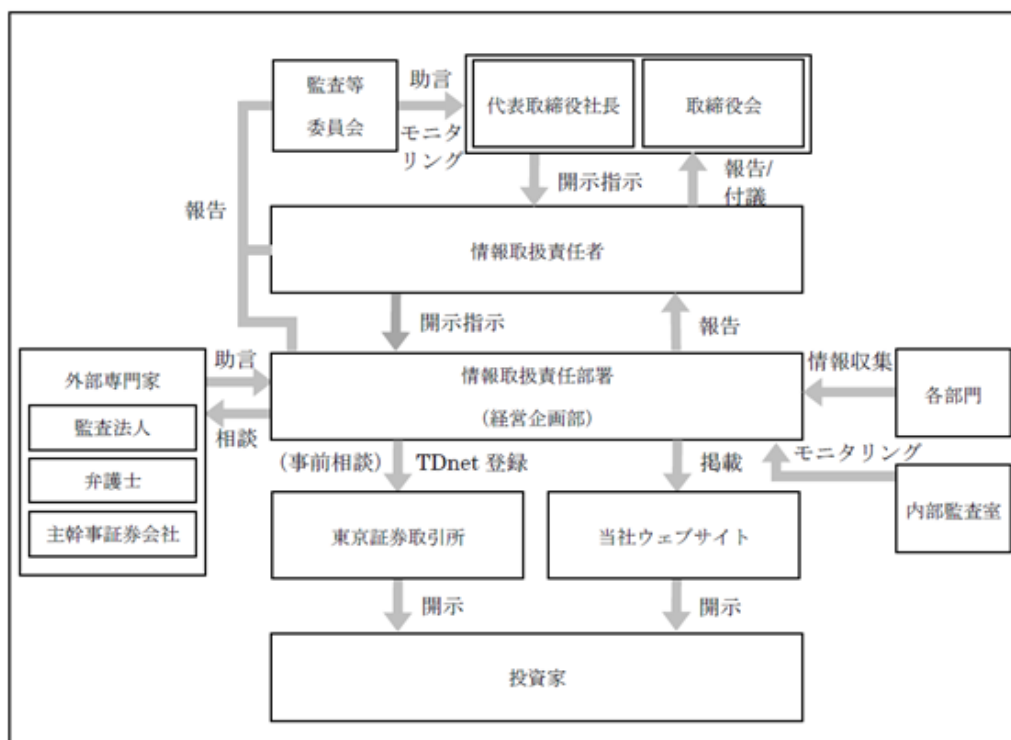 監査等
委員会
助言
モニタ
リング
代表取締役社長
取締役会
開示指示
報告/
付議
報告
情報取扱責任者
開示指示
報告
外部専門家
監査法人
弁護士
主幹事証券会社
助言
相談
情報取扱責任部署
(経営企画部)
情報収集
各部門
モニタリング
内部監査室
(事前相談)
TDnet 登録
掲載
東京証券取引所
当社ウェブサイト
開示
開示
投資家